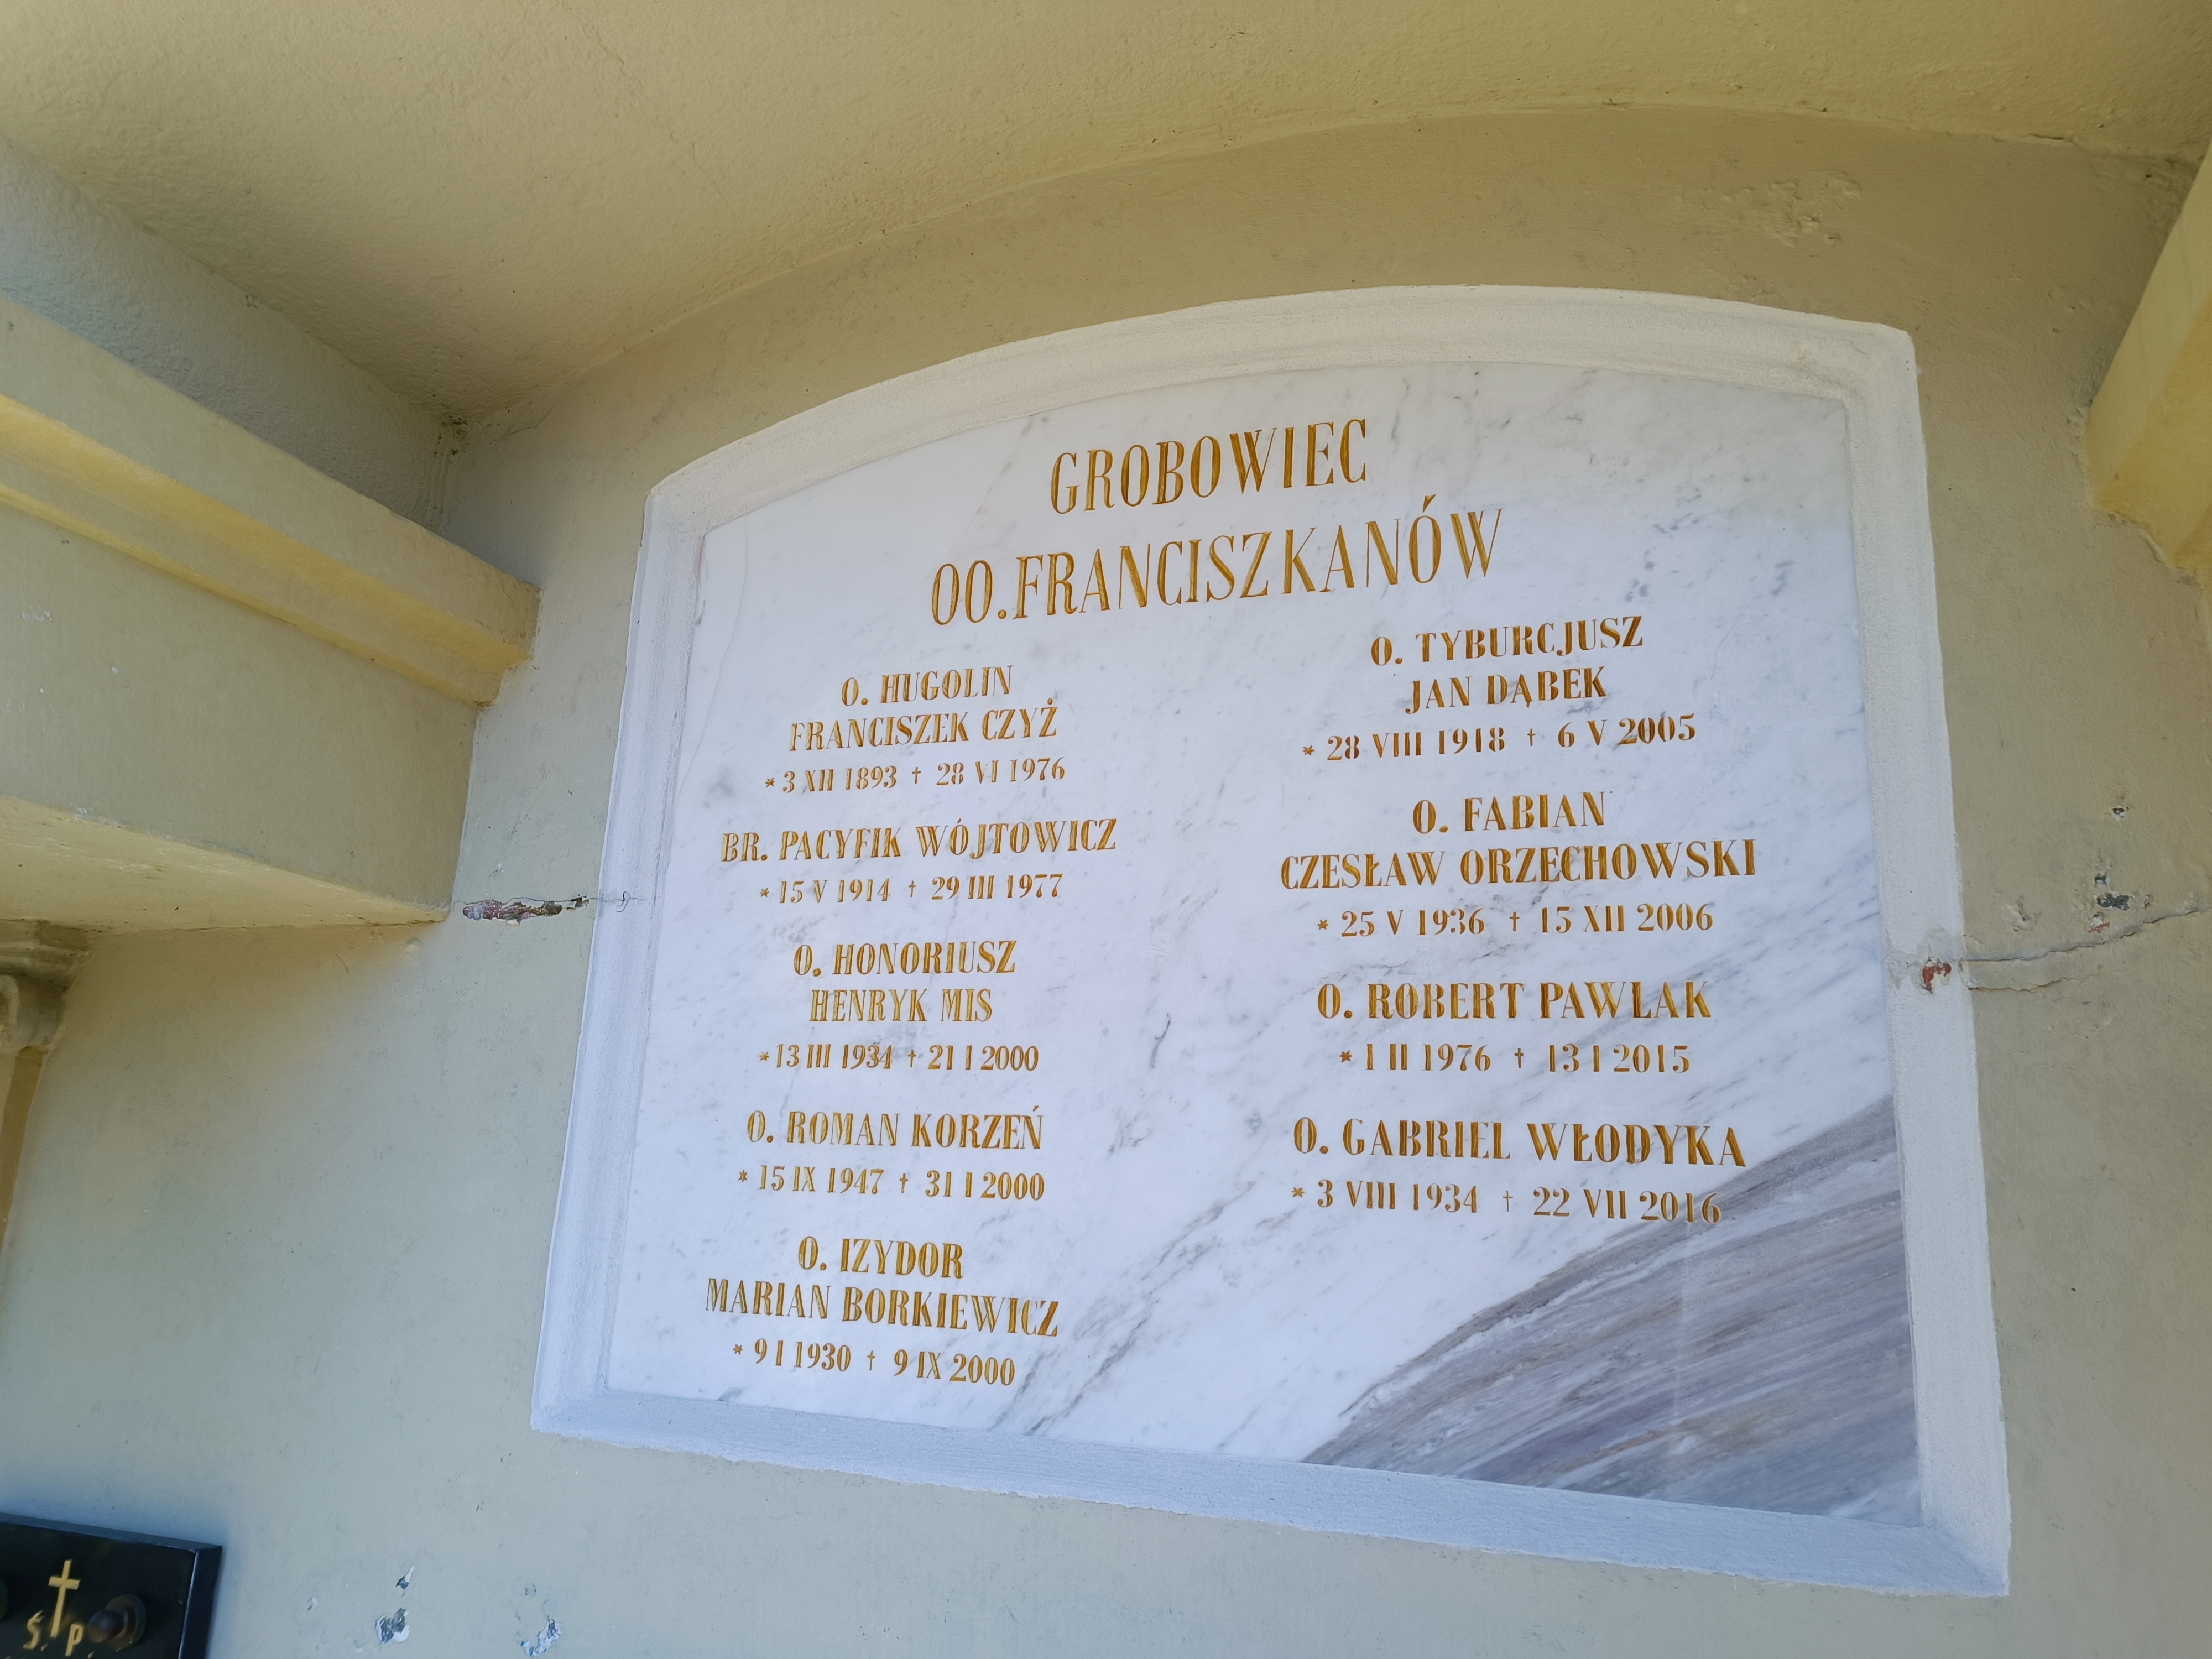 GROBOWIEC
OO.FRANCISZKANÓW
O. HUGOLIN
FRANCISZEK CZYŻ
* 3 XII 1893 † 28 VI 1976
BR. PACYFIK WÓJTOWICZ
* 15 V 1914 † 29 III 1977
O. HONORIUSZ
HENRYK MIS
* 13 III 1934 † 21 I 2000
O. ROMAN KORZEŃ
* 15 IX 1947 † 31 I 2000
O. IZYDOR
MARIAN BORKIEWICZ
* 9 I 1930 † 9 IX 2000
O. TYBURCJUSZ
JAN DĄBEK
* 28 VIII 1918 † 6 V 2005
O. FABIAN
CZESŁAW ORZECHOWSKI
* 25 V 1936 † 15 XII 2006
O. ROBERT PAWLAK
* 1 II 1976 † 13 I 2015
O. GABRIEL WŁODYKA
* 3 VIII 1934 † 22 VII 2016
Ś. † P.